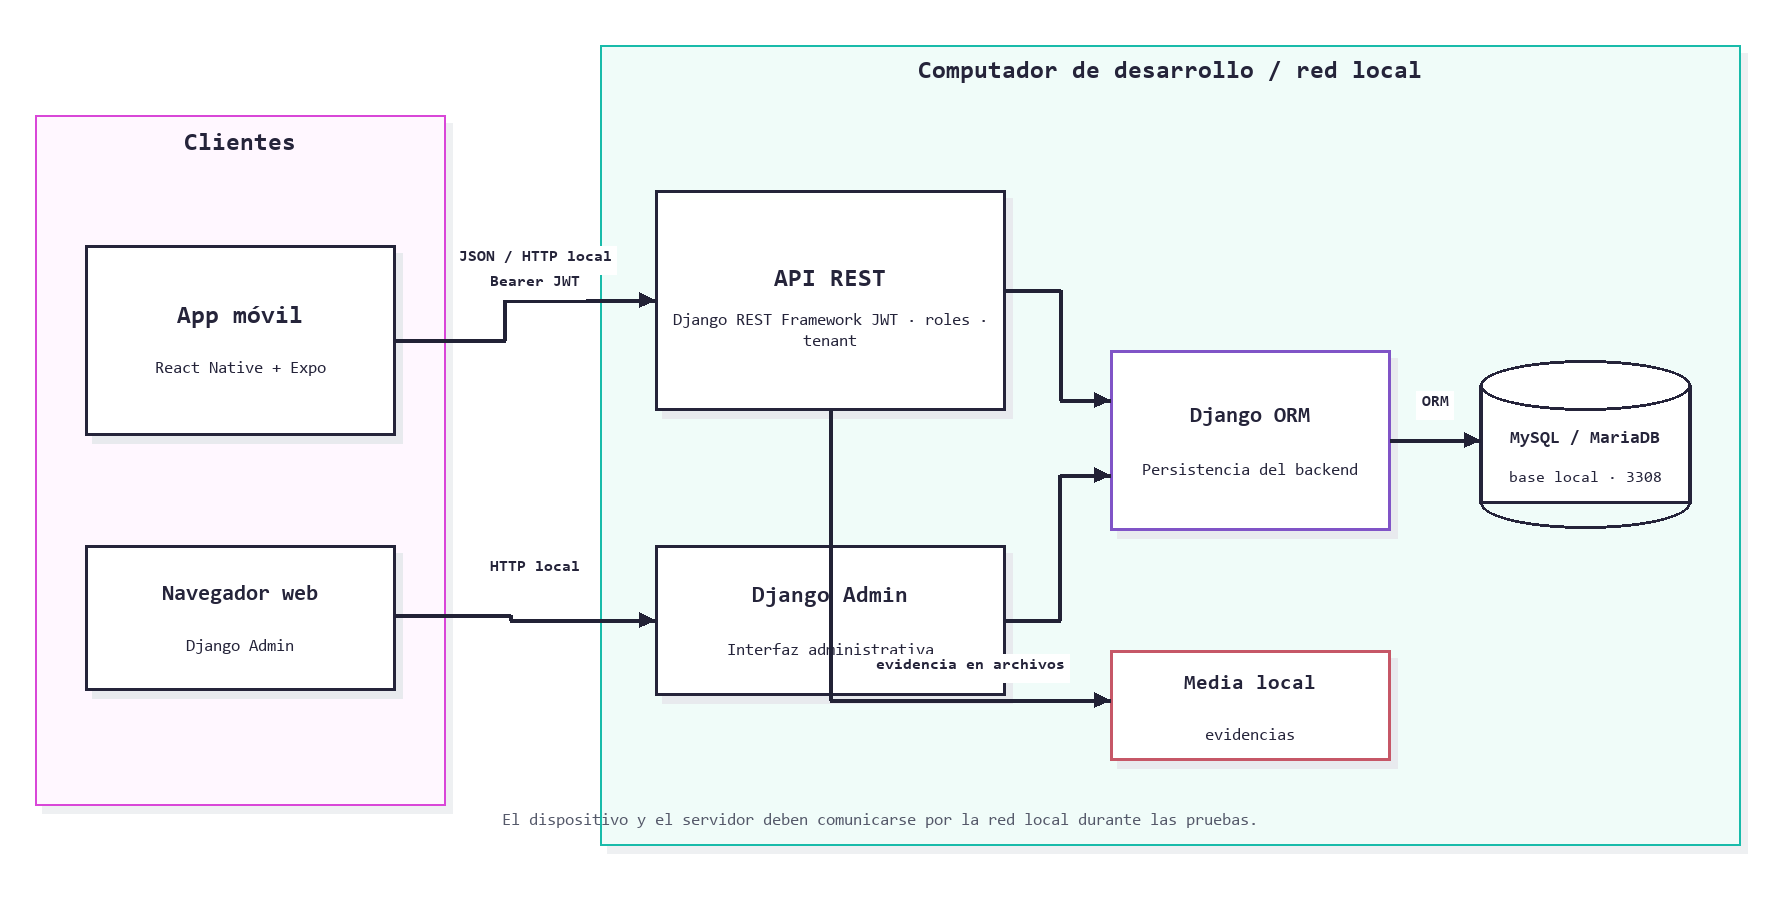 Computador de desarrollo / red local
Clientes
JSON / HTTP local
Bearer JWT
API REST
Django REST Framework JWT · roles ·
tenant
App móvil
React Native + Expo
Django ORM
Persistencia del backend
ORM
MySQL / MariaDB
base local · 3308
HTTP local
Navegador web
Django Admin
Django Admin
Interfaz administrativa
evidencia en archivos
Media local
evidencias
El dispositivo y el servidor deben comunicarse por la red local durante las pruebas.